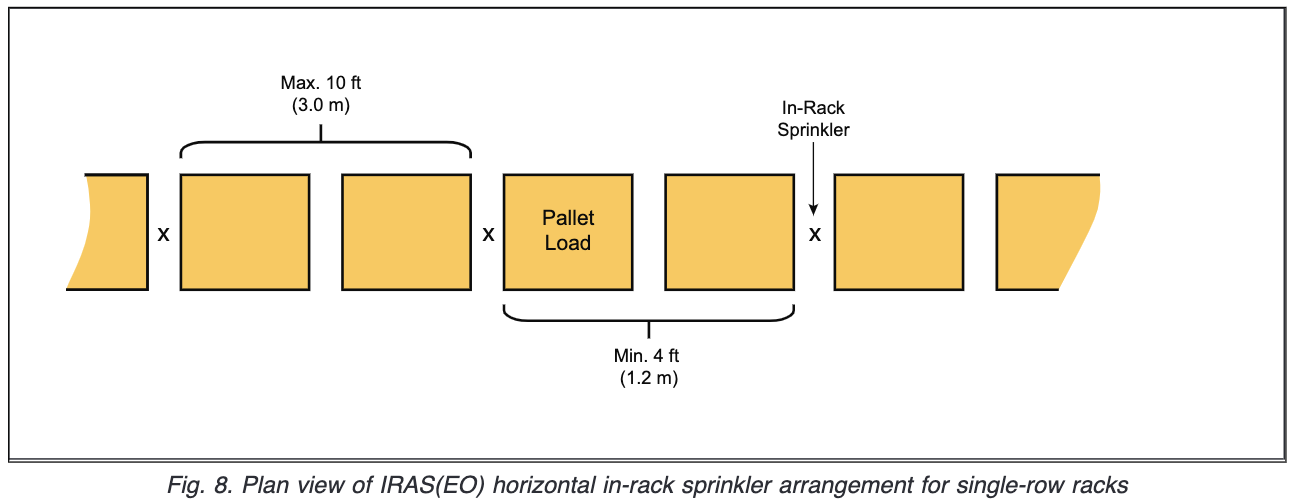 Max. 10 ft
(3.0 m)
In-Rack
Sprinkler
x
x
Pallet
Load
x
Min. 4 ft
(1.2 m)
Fig. 8. Plan view of IRAS(EO) horizontal in-rack sprinkler arrangement for single-row racks